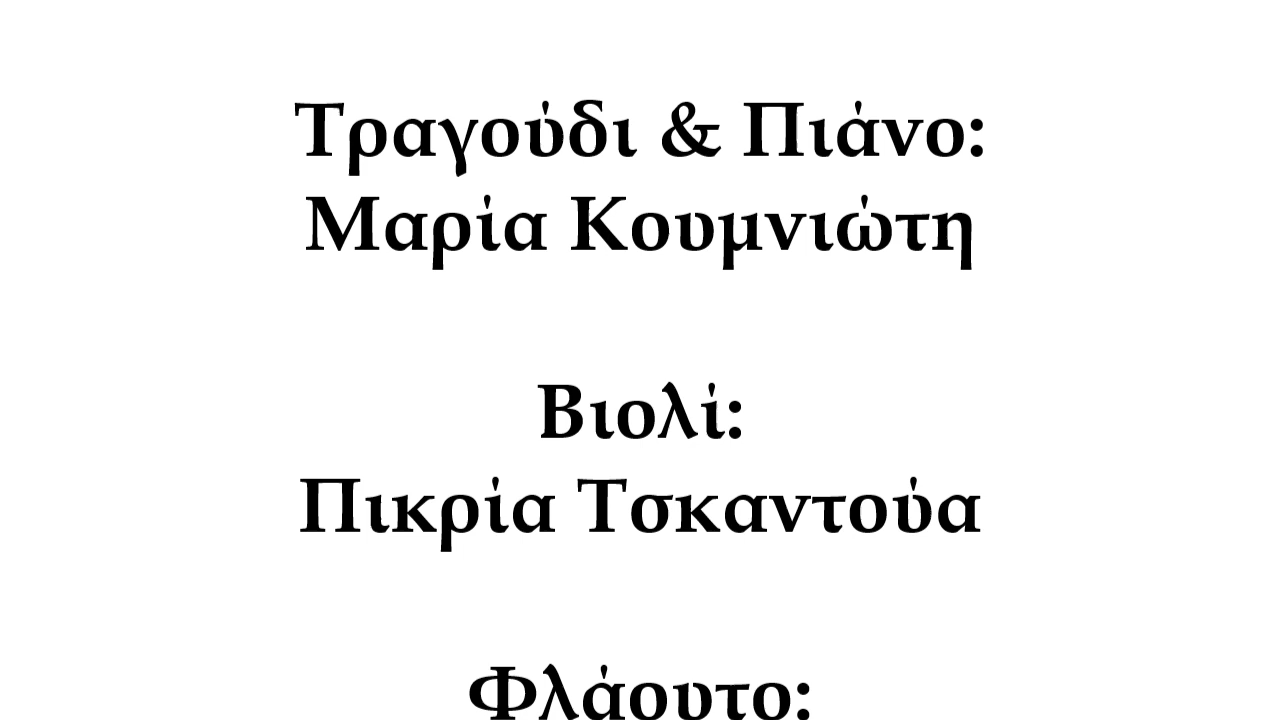 Τραγούδι & Πιάνο:
Μαρία Κουμνιώτη
Βιολί:
Πικρία Τσκαντούα
Φλάουτο: